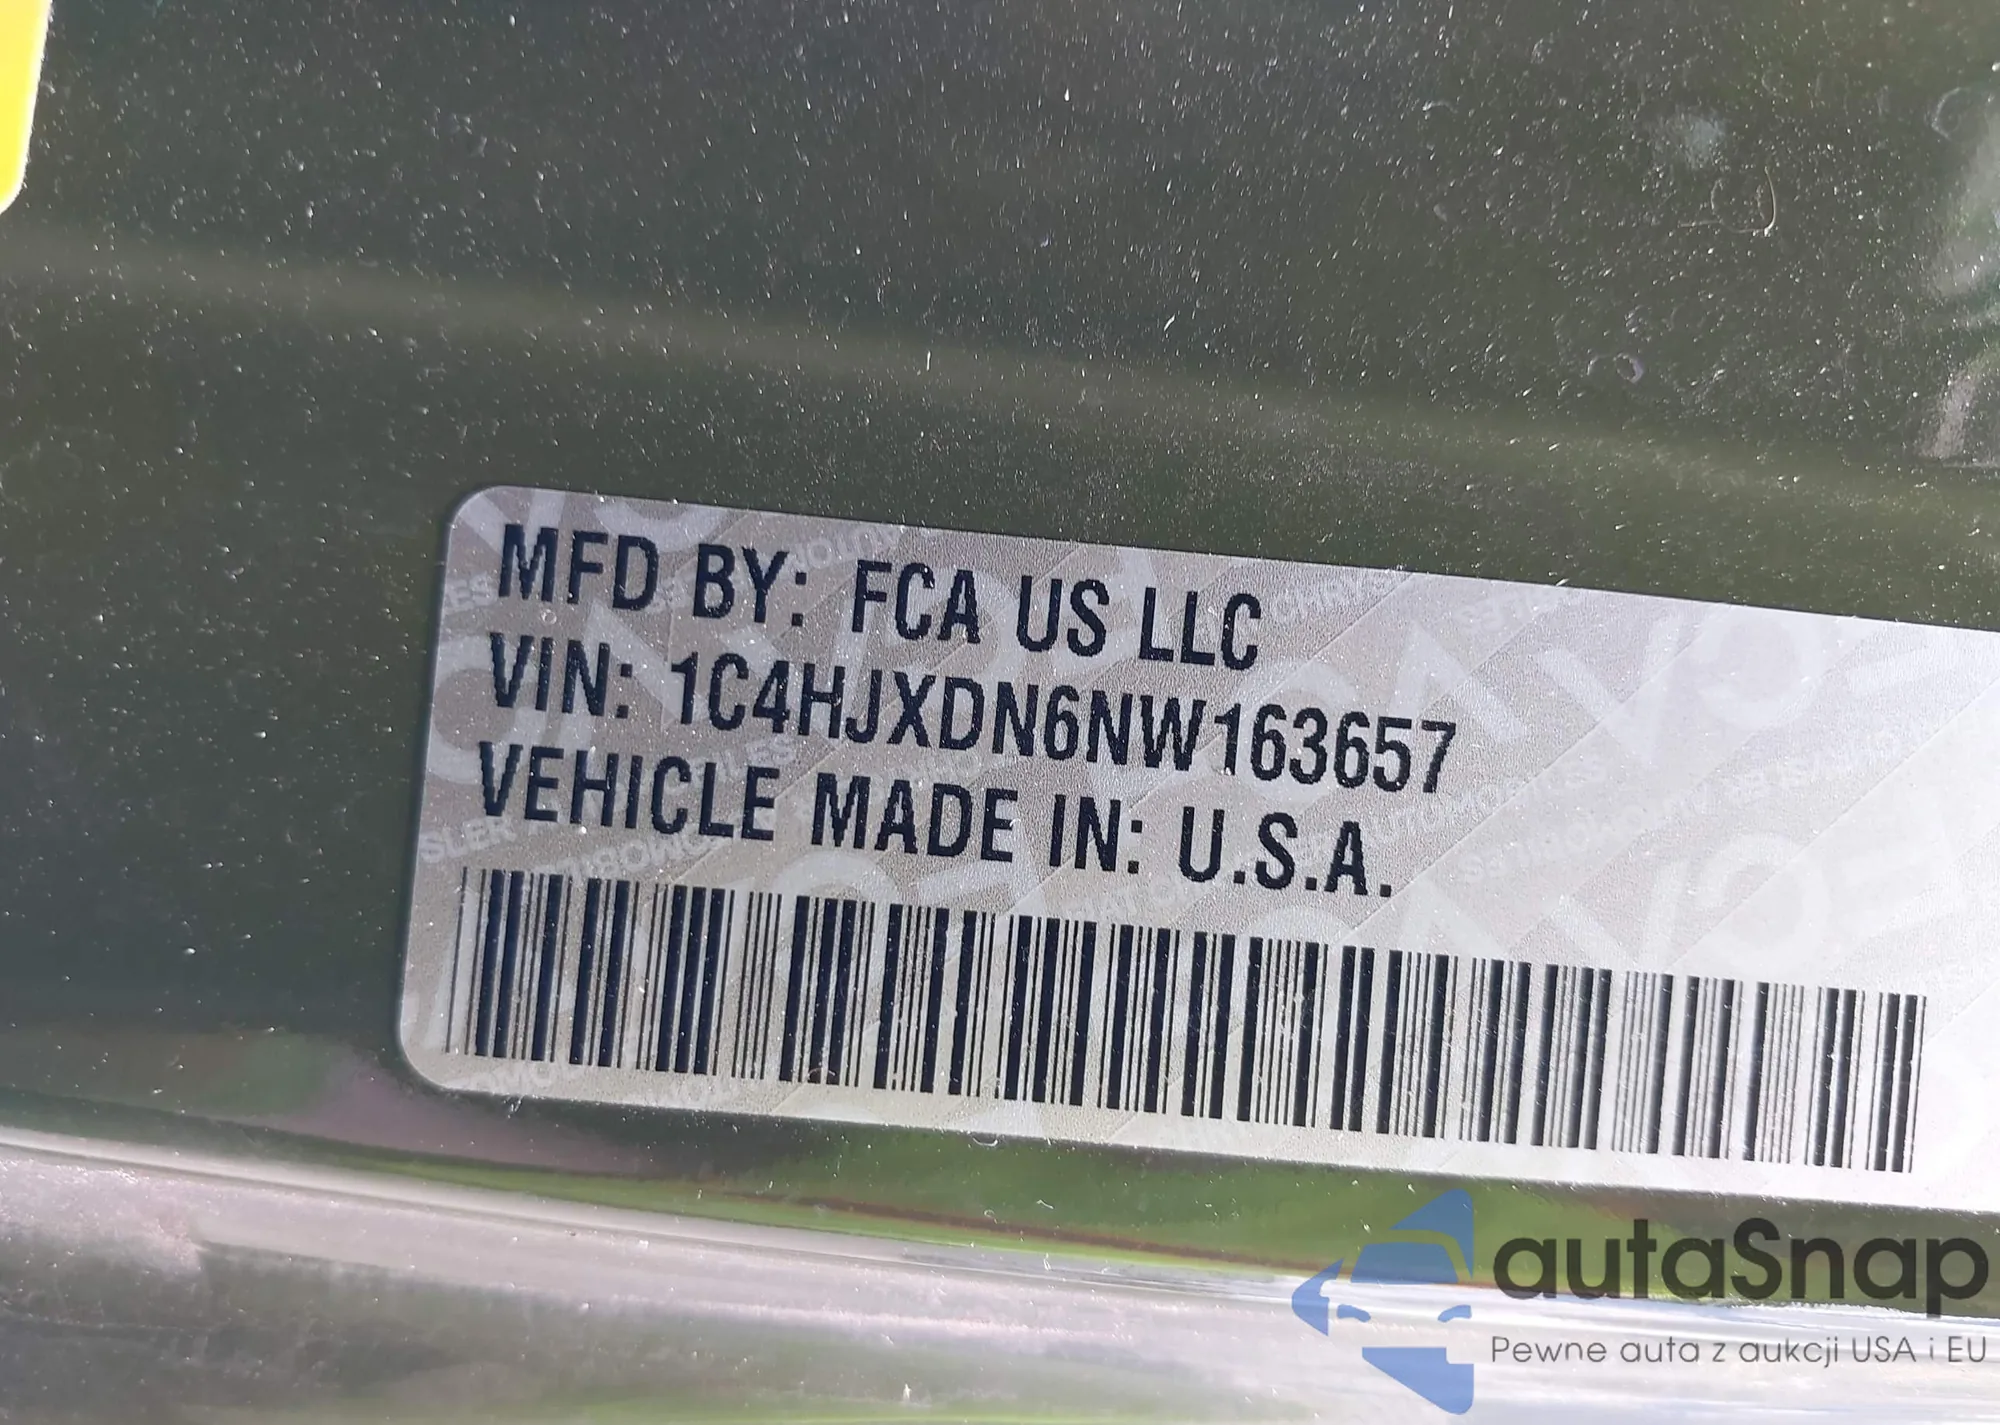 MFD BY: FCA US LLC
VIN: 1C4HJXDN6NW163657
VEHICLE MADE IN: U.S.A.
autaSnap
Pewne auta z aukcji USA i EU